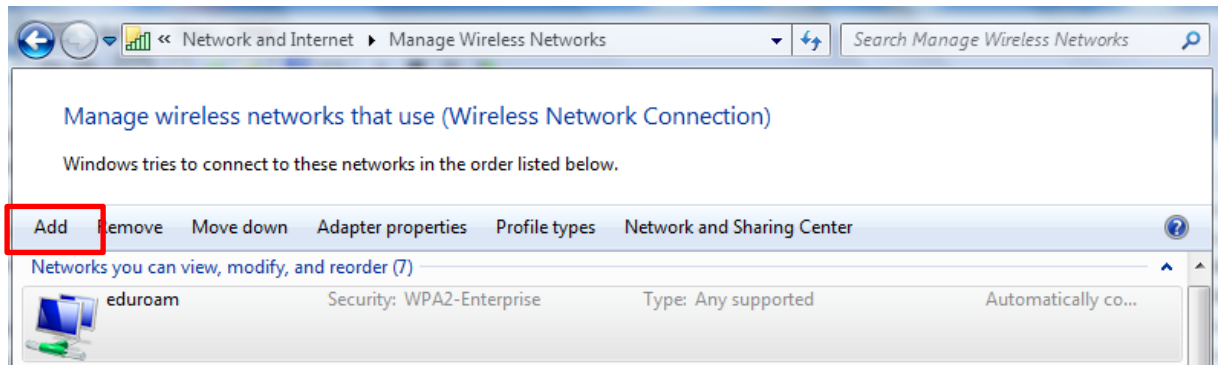 « Network and Internet ▸ Manage Wireless Networks Search Manage Wireless Networks
Manage wireless networks that use (Wireless Network Connection)
Windows tries to connect to these networks in the order listed below.
Add Remove Move down Adapter properties Profile types Network and Sharing Center
Networks you can view, modify, and reorder (7)
eduroam Security: WPA2-Enterprise Type: Any supported Automatically co...